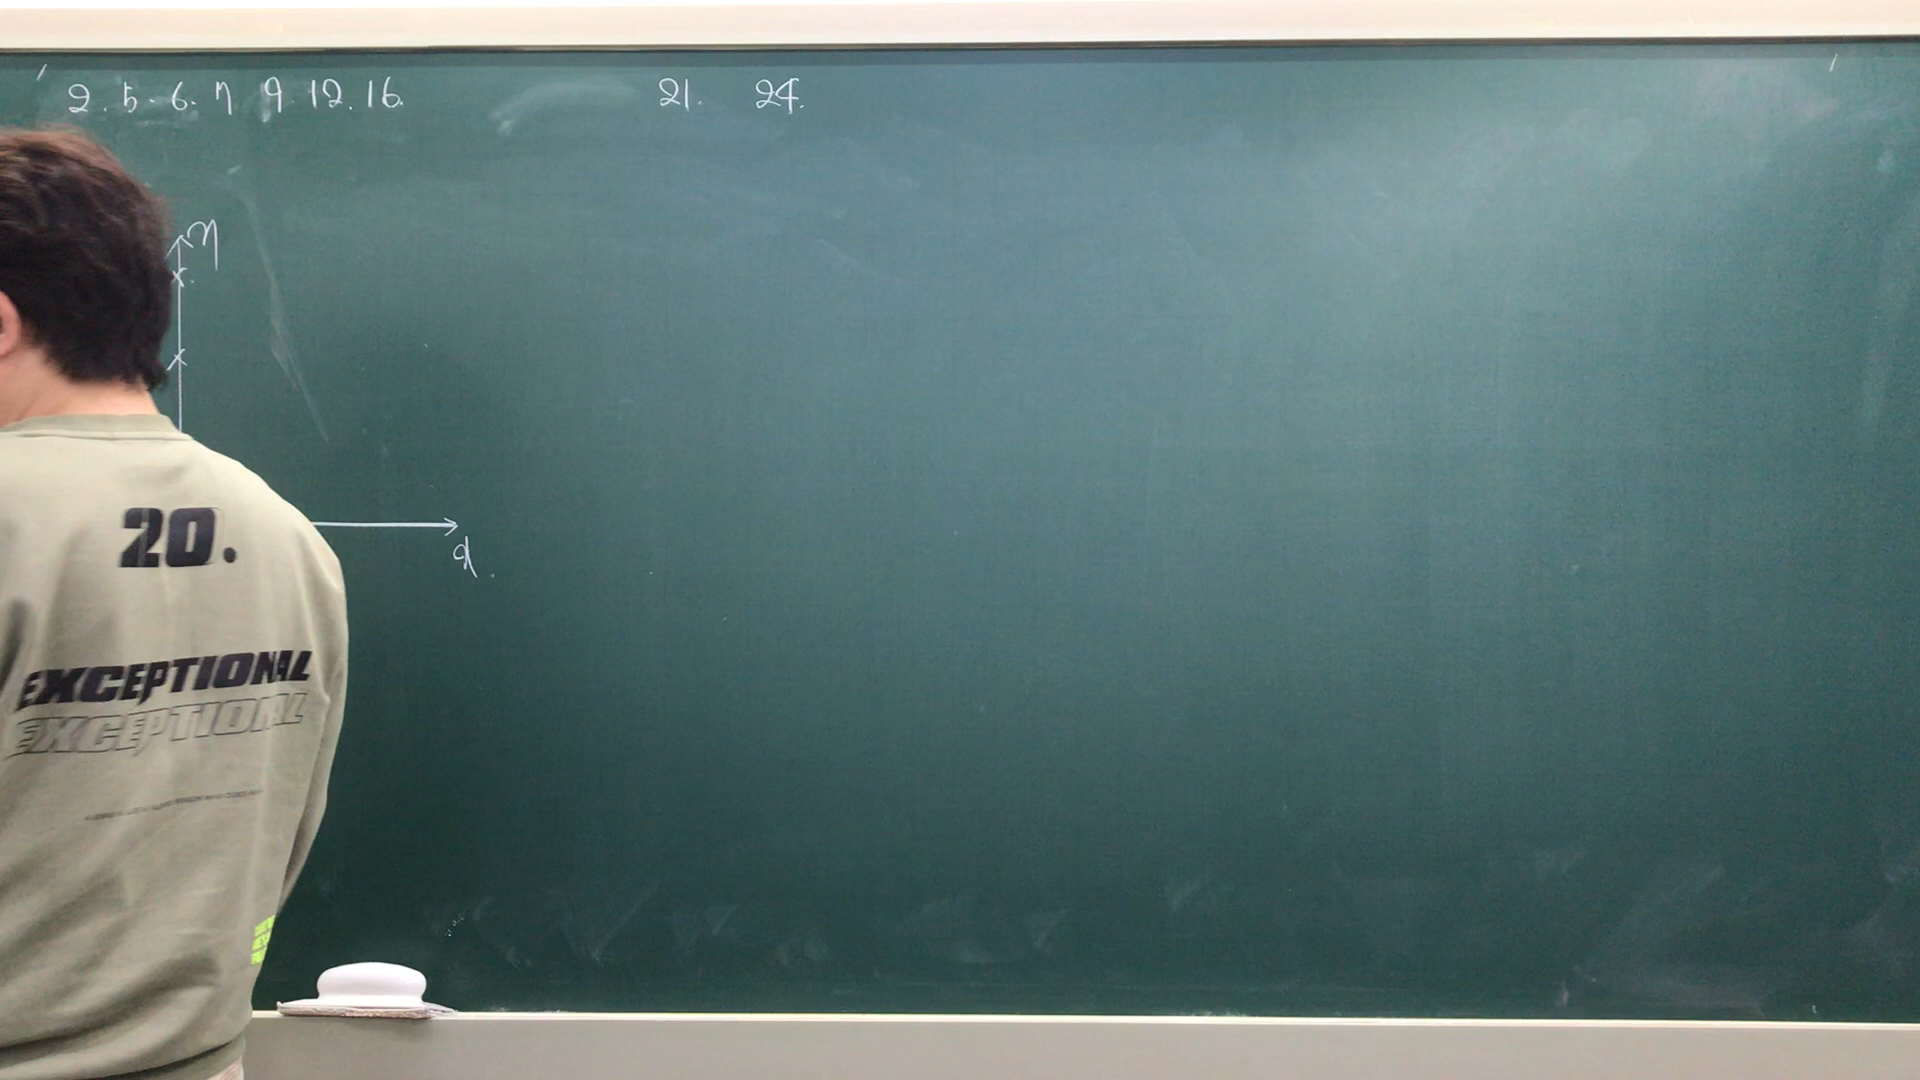 2. 5. 6. 7 9. 12. 16. 21. 24.
y
x.
20.
EXCEPTIONAL
EXCEPTIONAL